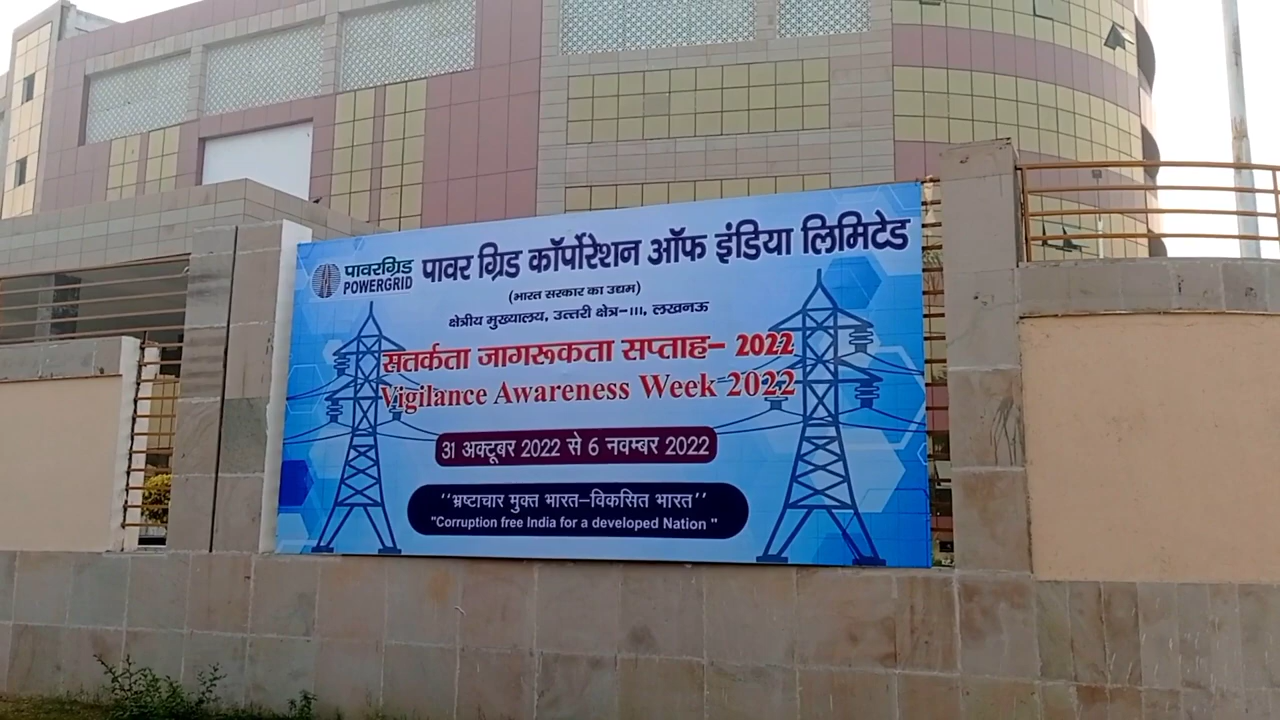 पावरग्रिड
POWERGRID
पावर ग्रिड कॉर्पोरेशन ऑफ इंडिया लिमिटेड
(भारत सरकार का उद्यम)
क्षेत्रीय मुख्यालय, उत्तरी क्षेत्र-III, लखनऊ
सतर्कता जागरूकता सप्ताह- 2022
Vigilance Awareness Week 2022
31 अक्टूबर 2022 से 6 नवम्बर 2022
‘‘भ्रष्टाचार मुक्त भारत-विकसित भारत’’
"Corruption free India for a developed Nation "